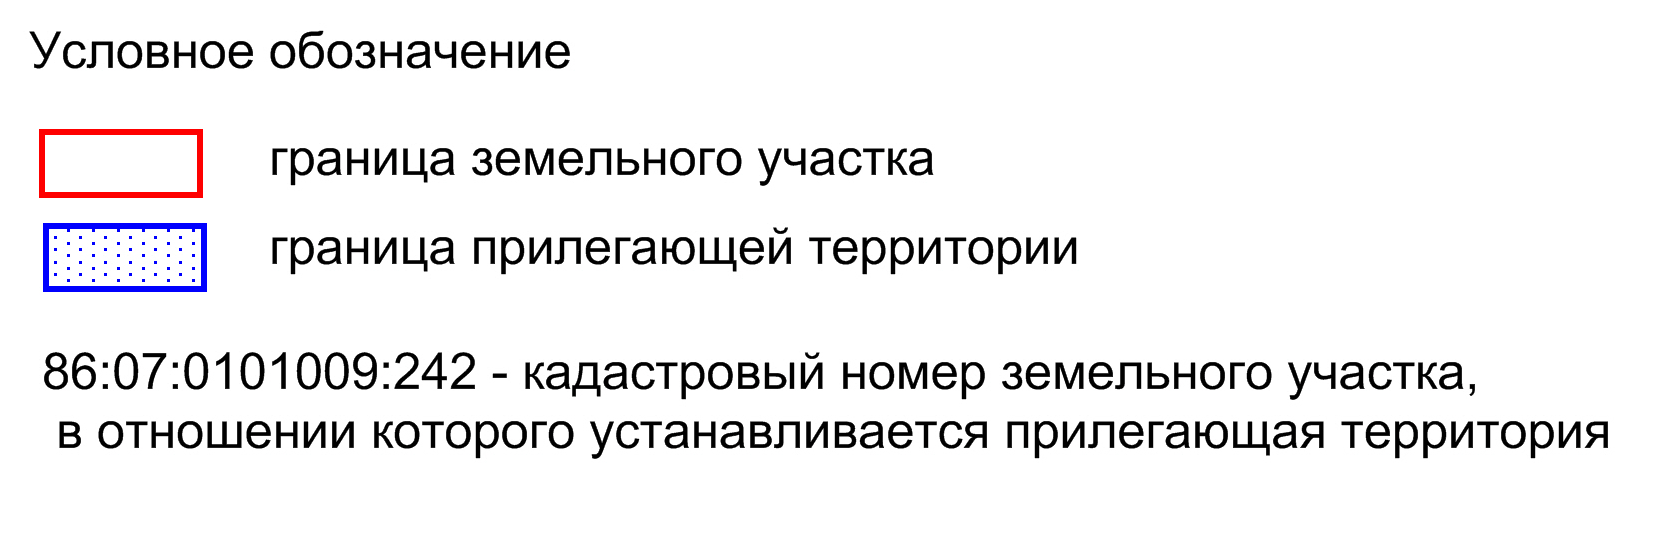 Условное обозначение
граница земельного участка
граница прилегающей территории
86:07:0101009:242 - кадастровый номер земельного участка,
в отношении которого устанавливается прилегающая территория